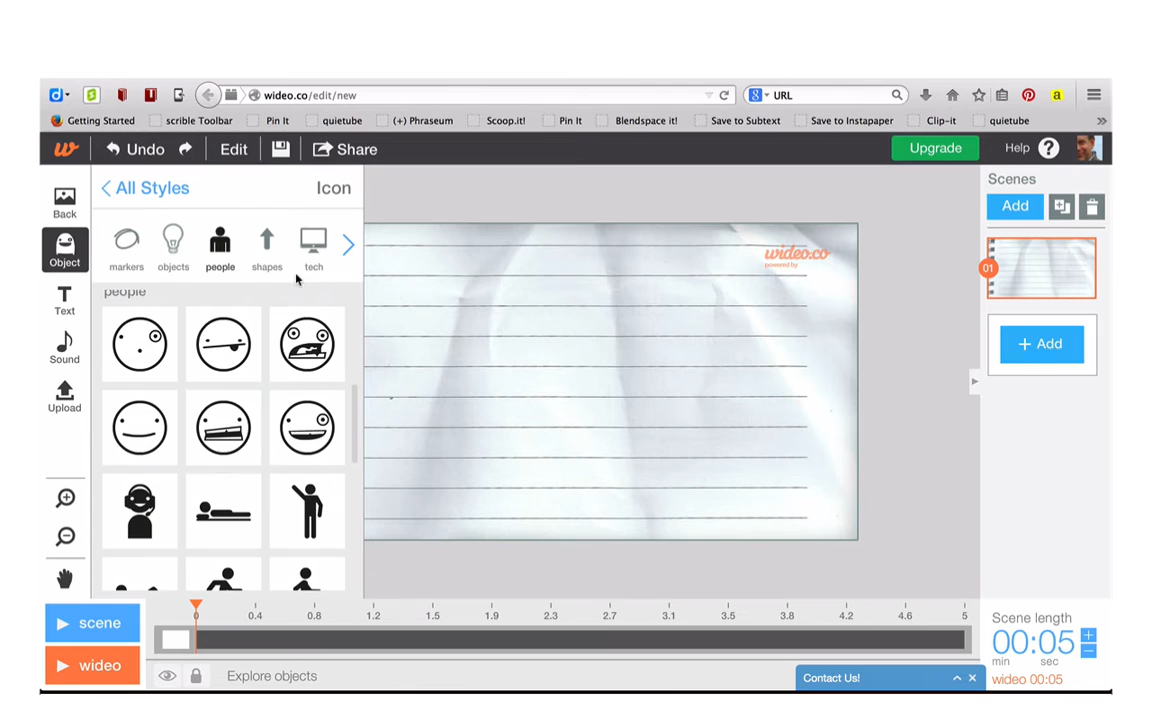 wideo.co/edit/new
URL
Getting Started
scrible Toolbar
Pin It
quietube
(+) Phraseum
Scoop.it!
Pin It
Blendspace it!
Save to Subtext
Save to Instapaper
Clip-it
quietube
Undo
Edit
Share
Upgrade
Help
Back
Object
Text
Sound
Upload
All Styles
Icon
markers
objects
people
shapes
tech
people
wideo.co
powered by
Scenes
Add
01
+ Add
scene
wideo
0
0.4
0.8
1.2
1.5
1.9
2.3
2.7
3.1
3.5
3.8
4.2
4.6
5
Explore objects
Contact Us!
Scene length
00:05
min
sec
wideo 00:05